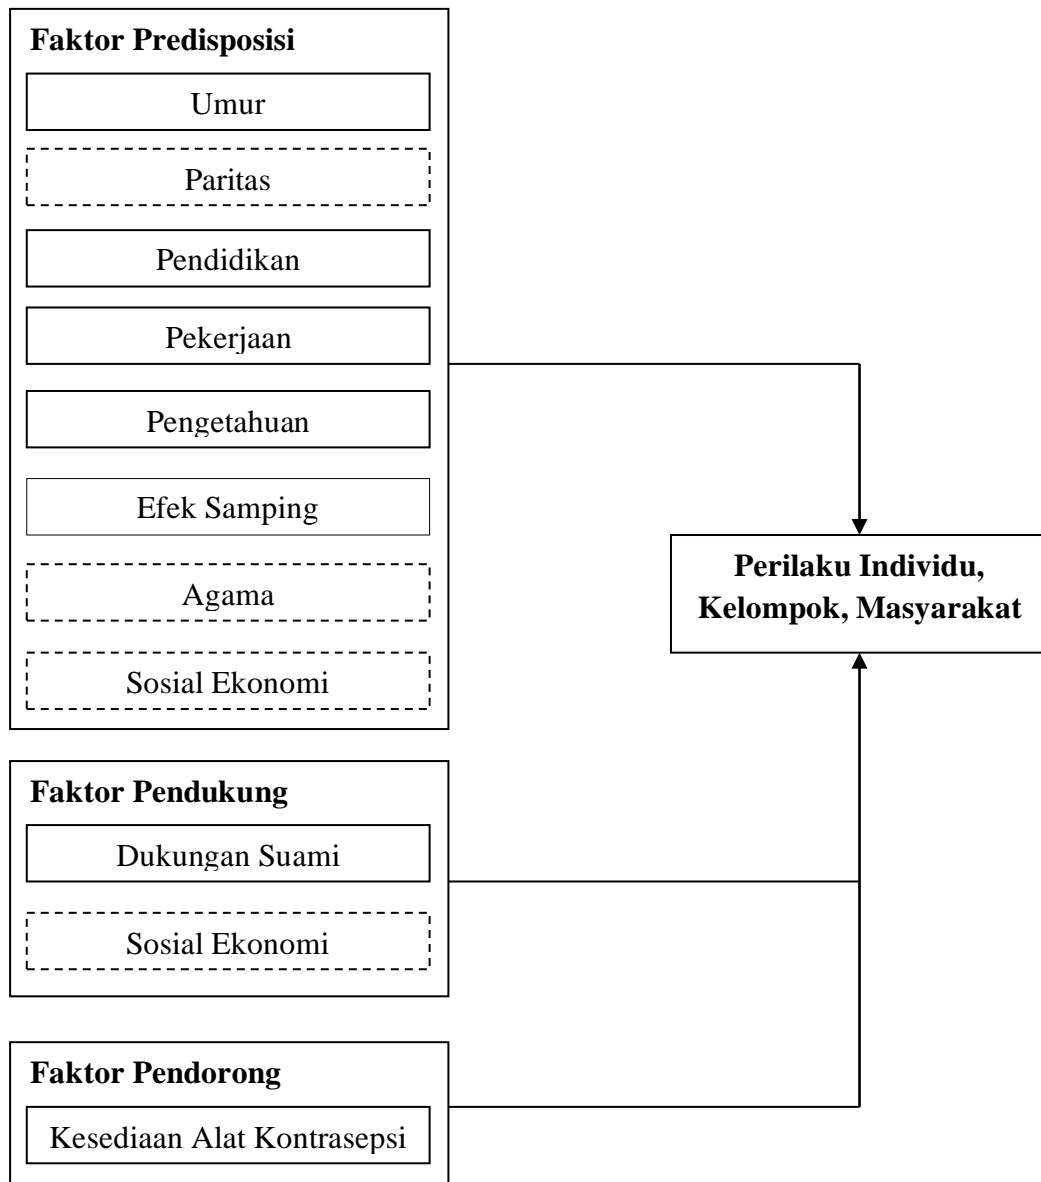 Faktor Predisposisi
Umur
Paritas
Pendidikan
Pekerjaan
Pengetahuan
Efek Samping
Agama
Sosial Ekonomi
Perilaku Individu,
Kelompok, Masyarakat
Faktor Pendukung
Dukungan Suami
Sosial Ekonomi
Faktor Pendorong
Kesediaan Alat Kontrasepsi